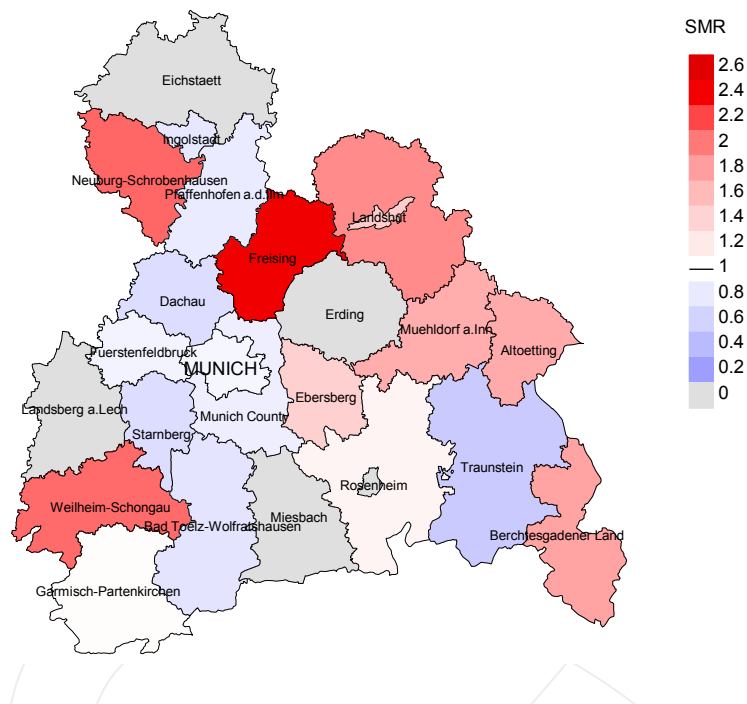 SMR
2.6
2.4
2.2
2
1.8
1.6
1.4
1.2
1
0.8
0.6
0.4
0.2
0
Eichstaett
Ingolstadt
Neuburg-Schrobenhausen
Pfaffenhofen a.d.Ilm
Landshut
Freising
Dachau
Erding
Muehldorf a.Inn
Altoetting
Fuerstenfeldbruck
MUNICH
Ebersberg
Landsberg a.Lech
Munich County
Starnberg
Traunstein
Rosenheim
Weilheim-Schongau
Miesbach
Bad Toelz-Wolfratshausen
Berchtesgadener Land
Garmisch-Partenkirchen